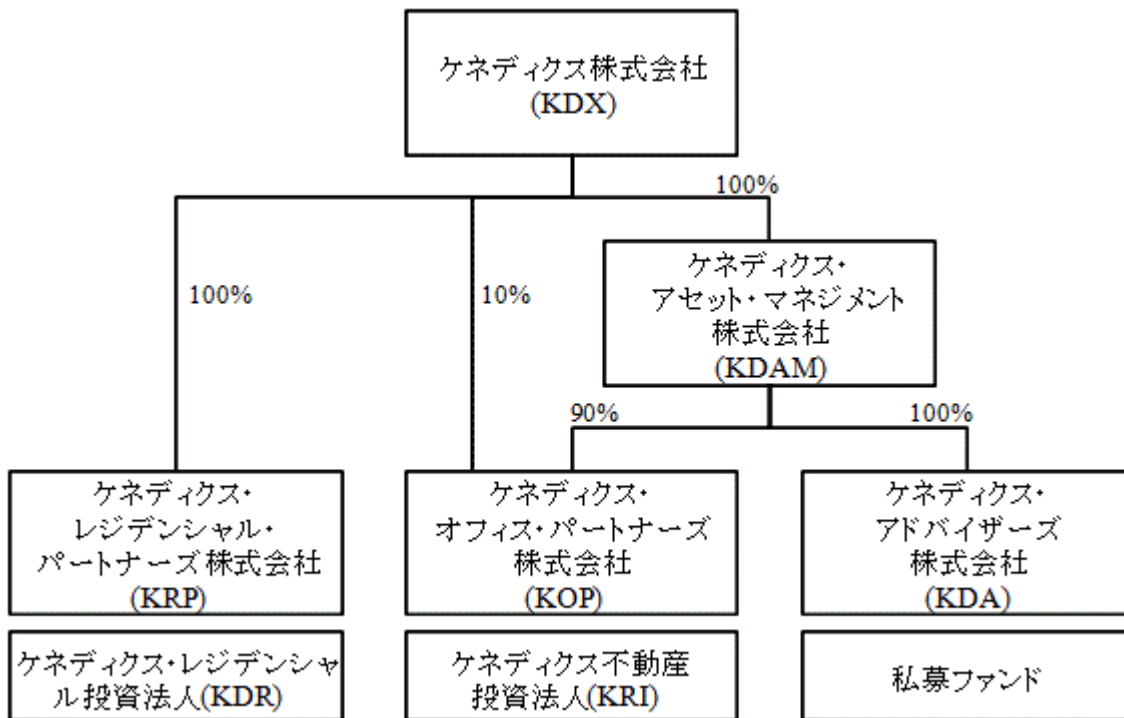 ケネディクス株式会社
(KDX)
100%
100%
10%
ケネディクス・
アセット・マネジメント
株式会社
(KDAM)
90%
100%
ケネディクス・
レジデンシャル・
パートナーズ株式会社
(KRP)
ケネディクス・
オフィス・パートナーズ
株式会社
(KOP)
ケネディクス・
アドバイザーズ
株式会社
(KDA)
ケネディクス・レジデンシャ
ル投資法人(KDR)
ケネディクス不動産
投資法人(KRI)
私募ファンド